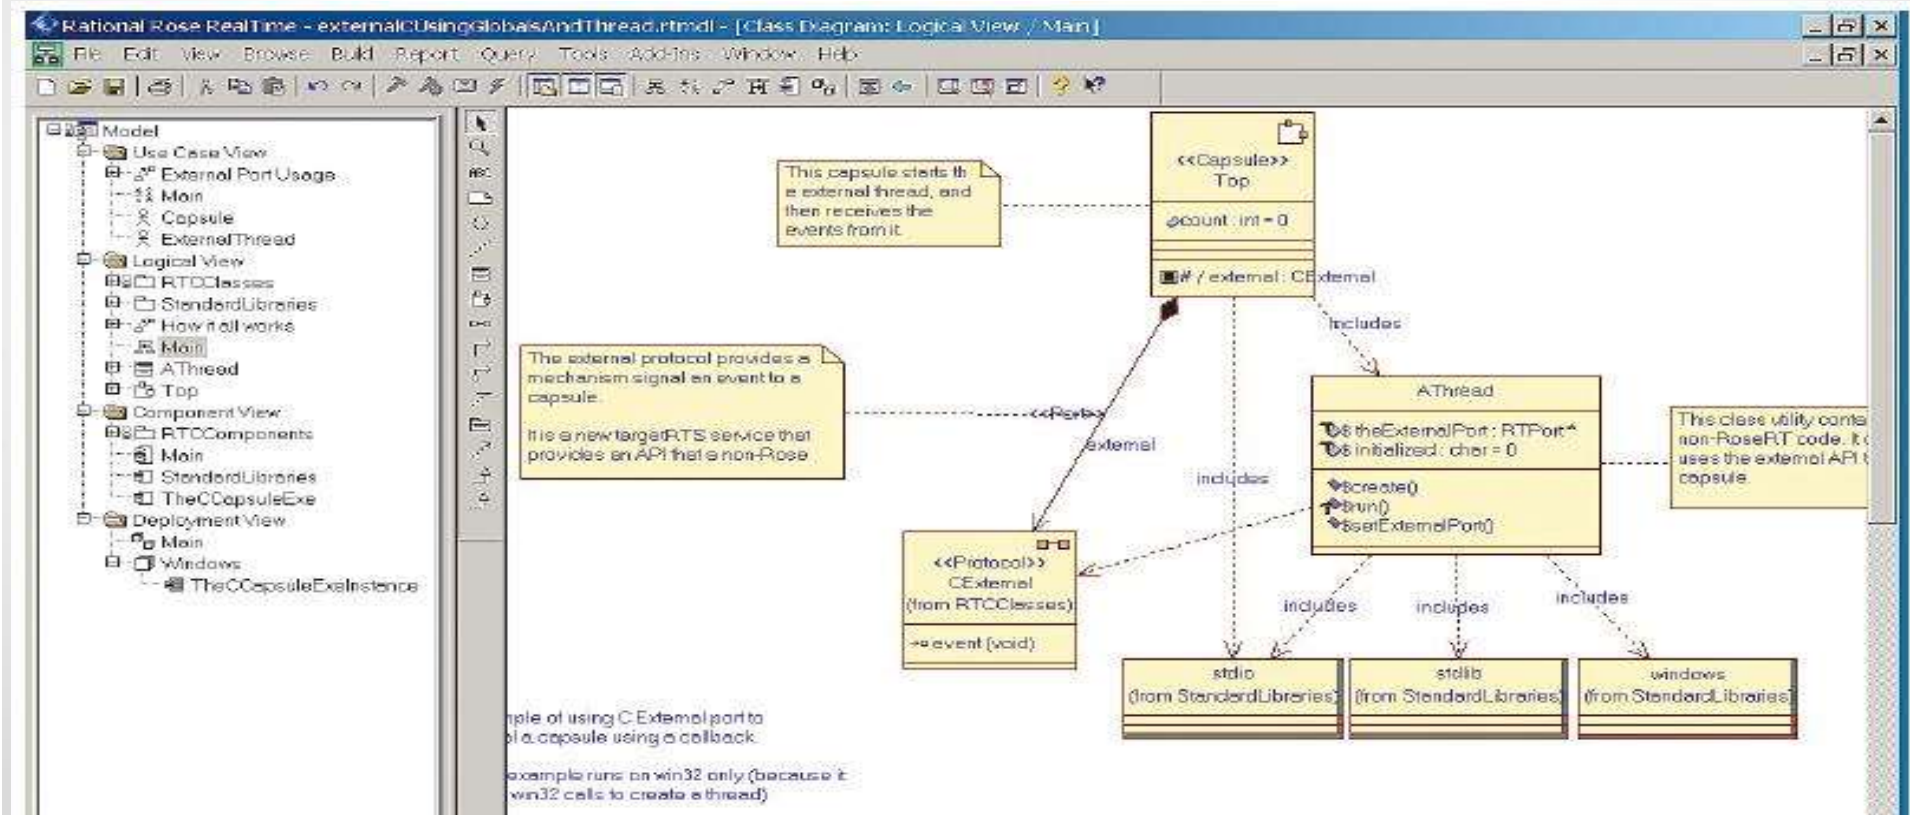 Rational Rose RealTime - externalCUsingGlobalsAndThread.rtmdl - [Class Diagram: Logical View / Main]
File Edit View Browse Build Report Query Tools Add-Ins Window Help
Model
Use Case View
External Port Usage
Main
Capsule
ExternalThread
Logical View
RTCClasses
StandardLibraries
How it all works
Main
AThread
Top
Component View
RTCComponents
Main
StandardLibraries
TheCCapsuleExe
Deployment View
Main
Windows
TheCCapsuleExeInstance
ABC
This capsule starts th
e external thread, and
then receives the
events from it.
<<Capsule>>
Top
count : int = 0
# / external : CExternal
includes
The external protocol provides a
mechanism signal an event to a
capsule.
It is a new targetRTS service that
provides an API that a non-Rose
<<Port>>
external
includes
AThread
$ theExternalPort : RTPort *
$ initialized : char = 0
$create()
$run()
$setExternalPort()
This class utility conta
non-RoseRT code. It
uses the external API
capsule.
<<Protocol>>
CExternal
(from RTCClasses)
event (void)
includes
includes
includes
stdio
(from StandardLibraries)
stdlib
(from StandardLibraries)
windows
(from StandardLibraries)
mple of using C External port to
a capsule using a callback.
example runs on win32 only (because it
win32 calls to create a thread)